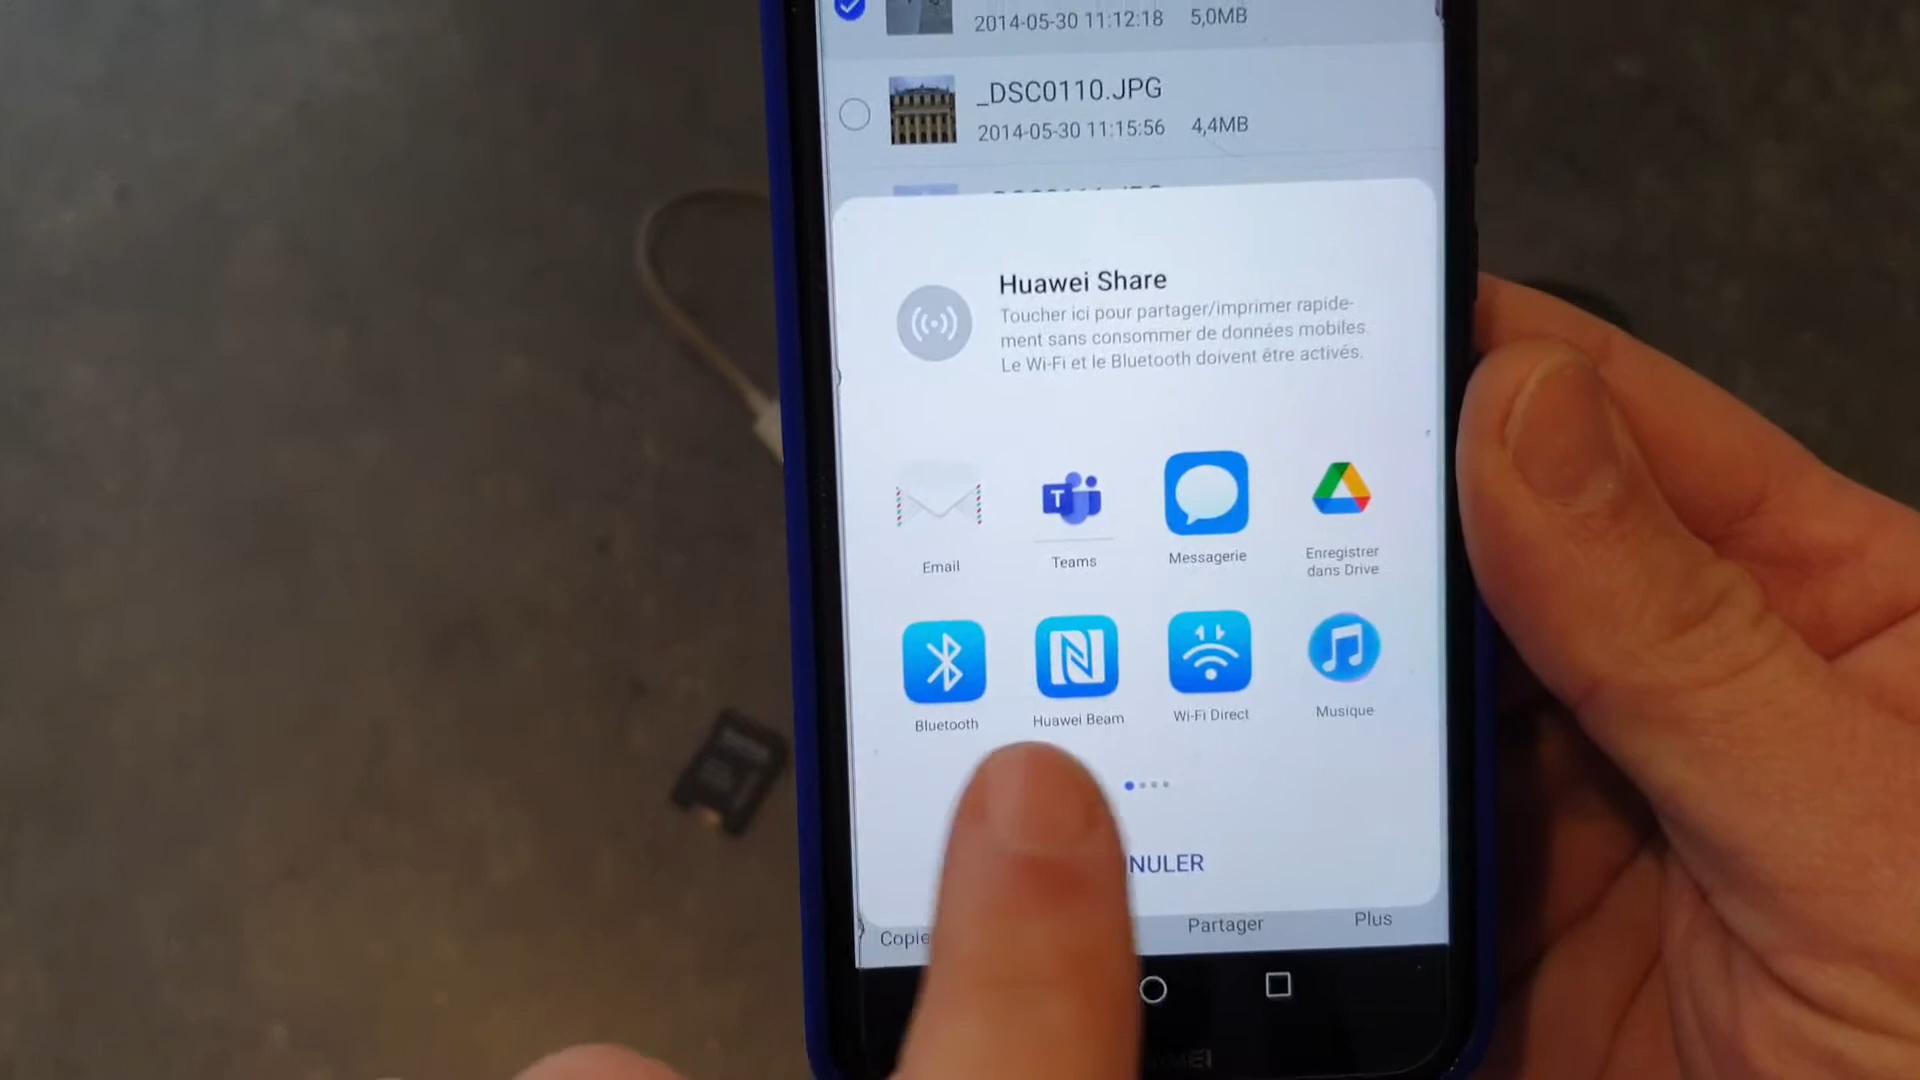 2014-05-30 11:12:18 5,0MB
_DSC0110.JPG
2014-05-30 11:15:56 4,4MB
Huawei Share
Toucher ici pour partager/imprimer rapide-
ment sans consommer de données mobiles.
Le Wi-Fi et le Bluetooth doivent être activés.
Email
Teams
Messagerie
Enregistrer
dans Drive
Bluetooth
Huawei Beam
Wi-Fi Direct
Musique
NULER
Copie
Partager
Plus